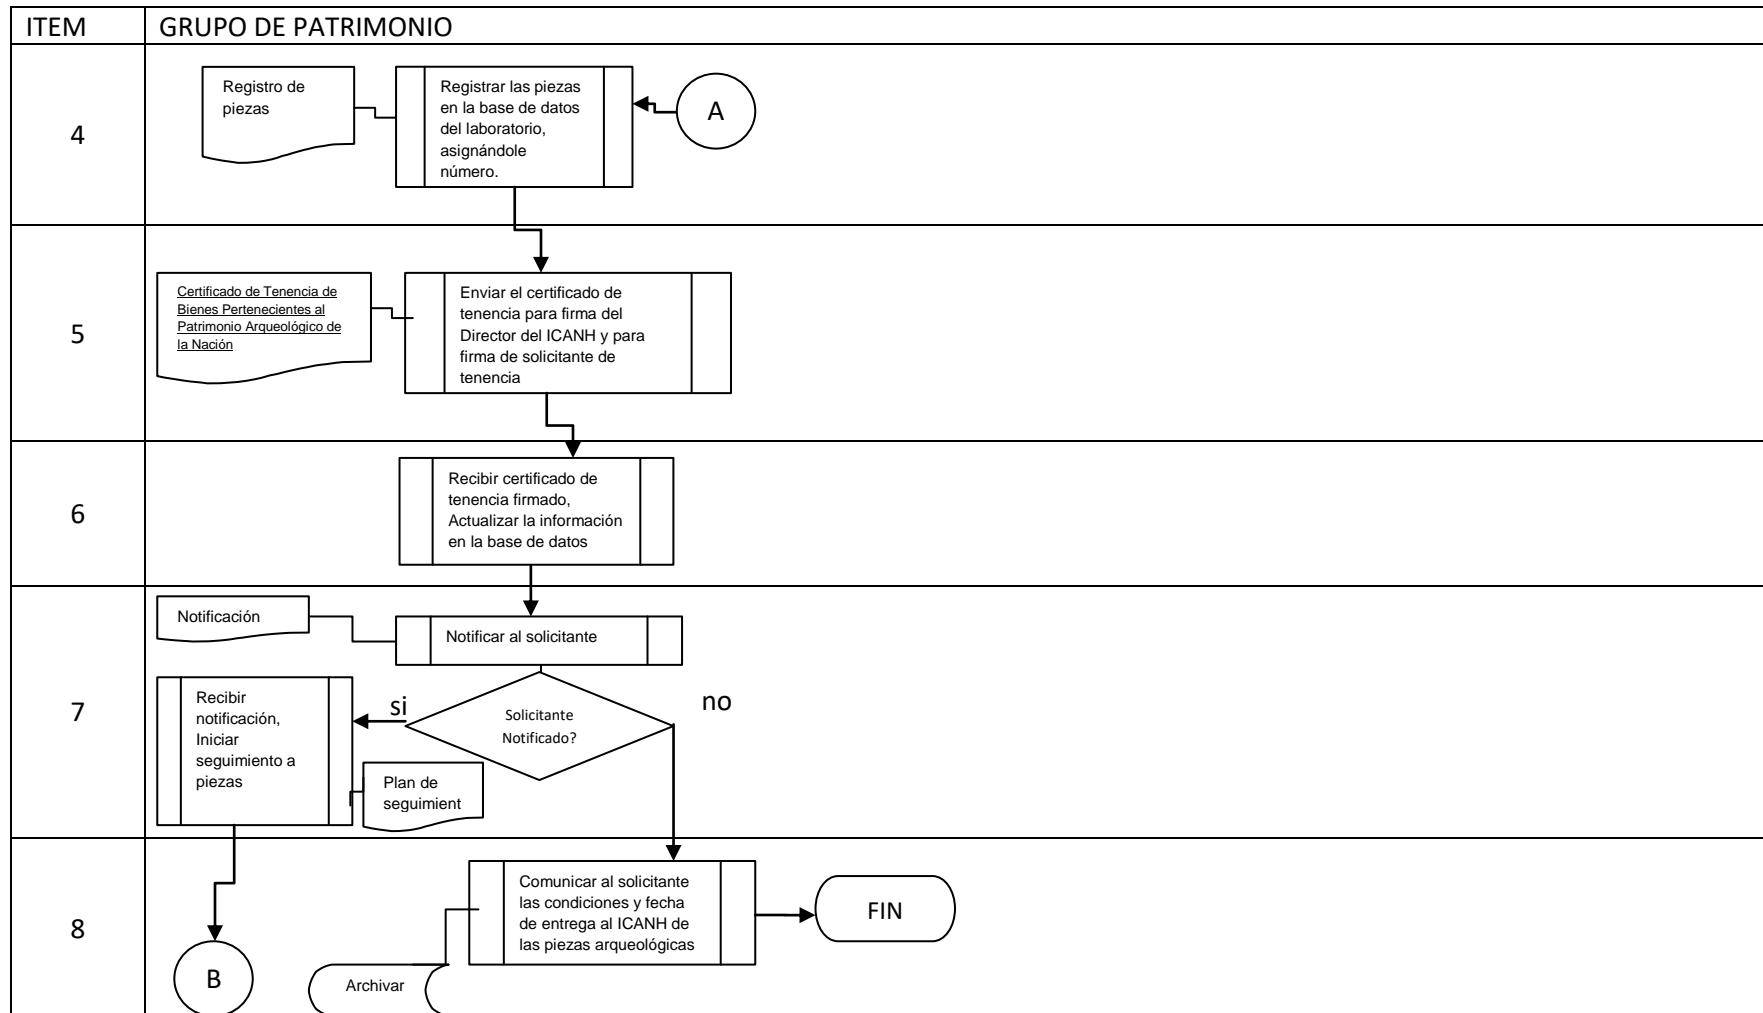 ITEM
GRUPO DE PATRIMONIO
4
Registro de
piezas
Registrar las piezas
en la base de datos
del laboratorio,
asignándole
número.
A
5
Certificado de Tenencia de
Bienes Pertenecientes al
Patrimonio Arqueológico de
la Nación
Enviar el certificado de
tenencia para firma del
Director del ICANH y para
firma de solicitante de
tenencia
6
Recibir certificado de
tenencia firmado,
Actualizar la información
en la base de datos
7
Notificación
Notificar al solicitante
Recibir
notificación,
Iniciar
seguimiento a
piezas
si
Solicitante
Notificado?
no
Plan de
seguimient
8
Comunicar al solicitante
las condiciones y fecha
de entrega al ICANH de
las piezas arqueológicas
FIN
B
Archivar